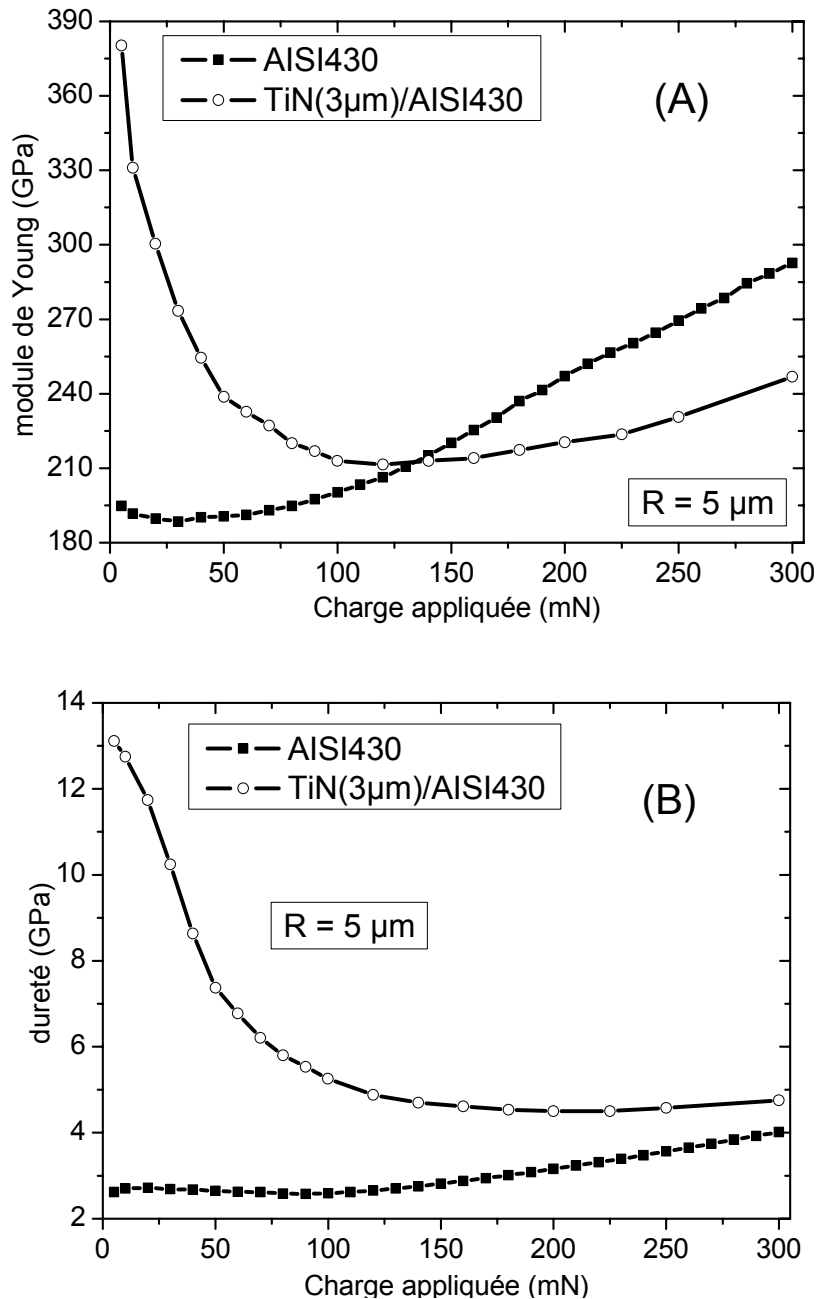 390
360
330
300
270
240
210
180
module de Young (GPa)
AISI430
TiN(3µm)/AISI430
(A)
R = 5 µm
0 50 100 150 200 250 300
Charge appliquée (mN)
14
12
10
8
6
4
2
dureté (GPa)
AISI430
TiN(3µm)/AISI430
(B)
R = 5 µm
0 50 100 150 200 250 300
Charge appliquée (mN)